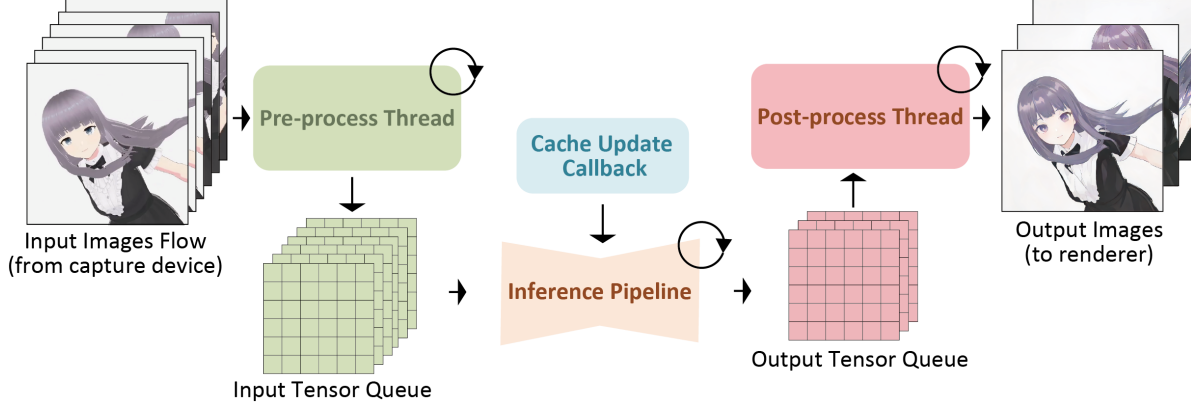 Input Images Flow
(from capture device)
Pre-process Thread
Input Tensor Queue
Cache Update
Callback
Inference Pipeline
Post-process Thread
Output Tensor Queue
Output Images
(to renderer)